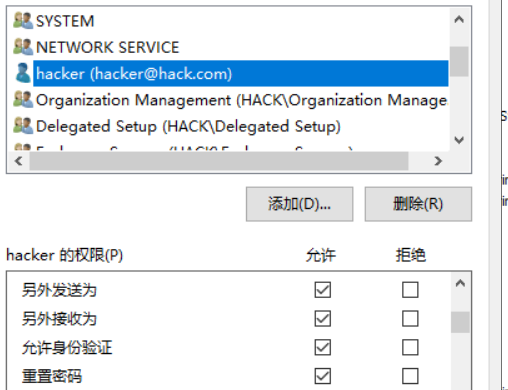 SYSTEM
NETWORK SERVICE
hacker (hacker@hack.com)
Organization Management (HACK\Organization Manage
Delegated Setup (HACK\Delegated Setup)
添加(D)...
删除(R)
hacker 的权限(P) 允许 拒绝
另外发送为
另外接收为
允许身份验证
重置密码